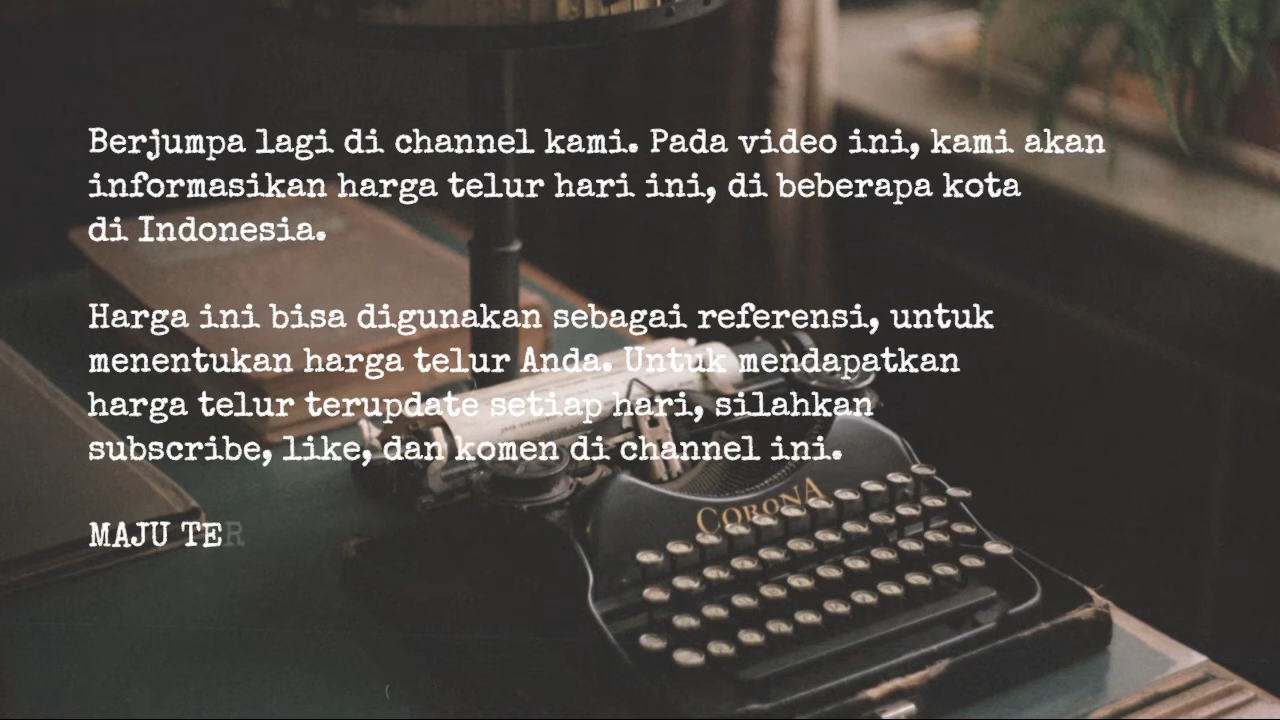 Berjumpa lagi di channel kami. Pada video ini, kami akan
informasikan harga telur hari ini, di beberapa kota
di Indonesia.
Harga ini bisa digunakan sebagai referensi, untuk
menentukan harga telur Anda. Untuk mendapatkan
harga telur terupdate setiap hari, silahkan
subscribe, like, dan komen di channel ini.
MAJU TER
CORONA